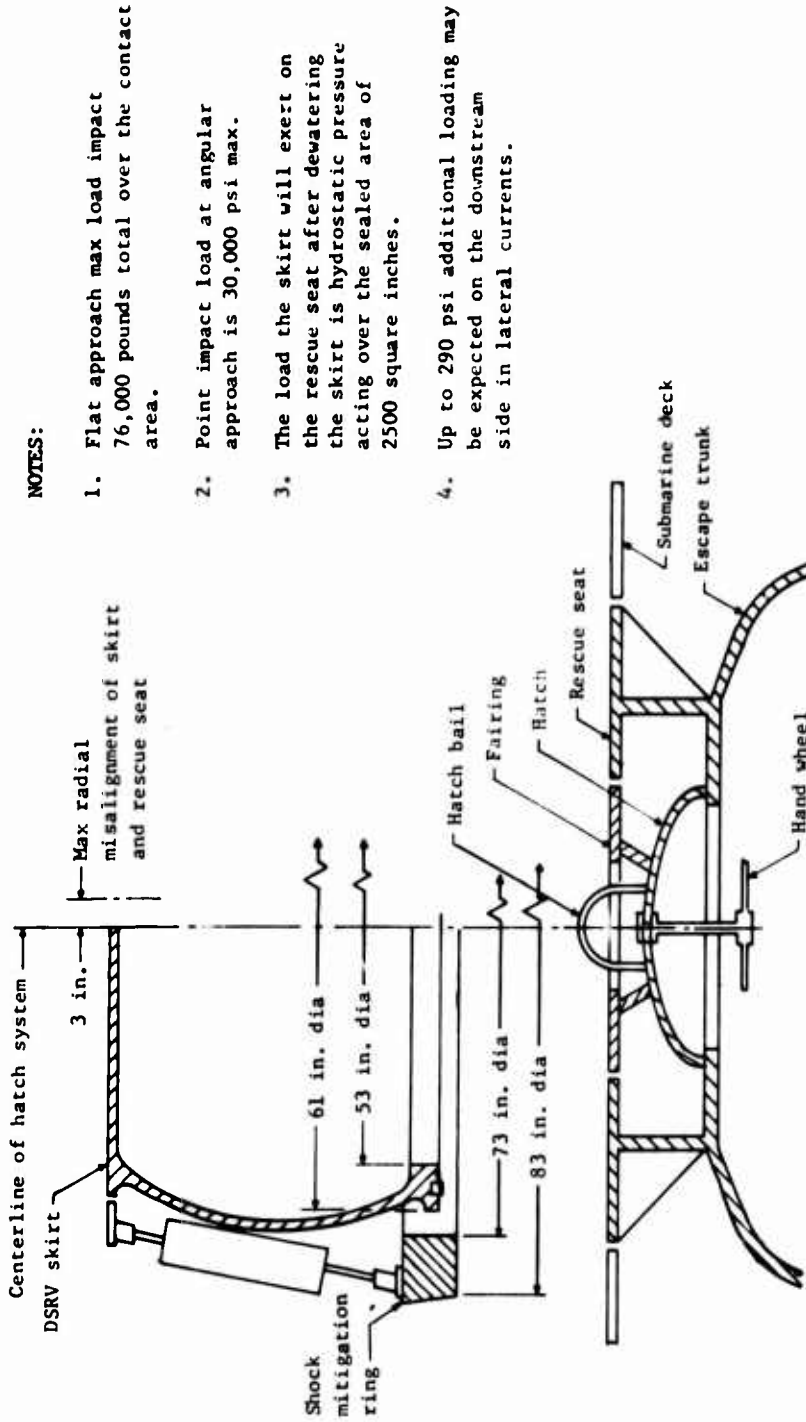 NOTES:
1. Flat approach max load impact
76,000 pounds total over the contact
area.
2. Point impact load at angular
approach is 30,000 psi max.
3. The load the skirt will exert on
the rescue seat after dewatering
the skirt is hydrostatic pressure
acting over the sealed area of
2500 square inches.
4. Up to 290 psi additional loading may
be expected on the downstream
side in lateral currents.
Centerline of hatch system
DSRV skirt
3 in.
Max radial
misalignment of skirt
and rescue seat
61 in. dia
53 in. dia
Shock
mitigation
ring
73 in. dia
83 in. dia
Hatch bail
Fairing
Hatch
Rescue seat
Submarine deck
Escape trunk
Hand wheel